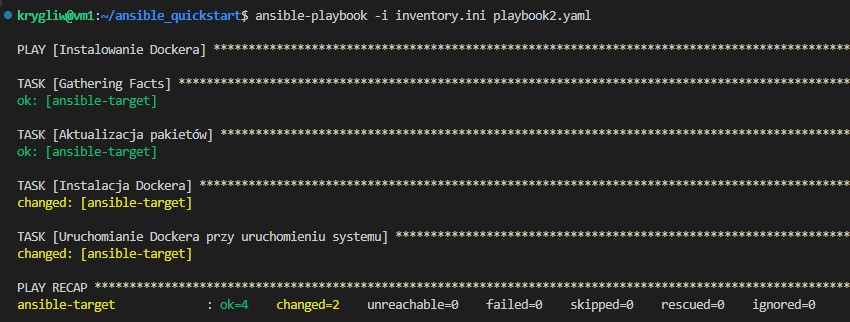 krygliw@vm1:~/ansible_quickstart$ ansible-playbook -i inventory.ini playbook2.yaml
PLAY [Instalowanie Dockera] *******************************************************************************************
TASK [Gathering Facts] ************************************************************************************************
ok: [ansible-target]
TASK [Aktualizacja pakietów] ******************************************************************************************
ok: [ansible-target]
TASK [Instalacja Dockera] *********************************************************************************************
changed: [ansible-target]
TASK [Uruchomianie Dockera przy uruchomieniu systemu] *****************************************************************
changed: [ansible-target]
PLAY RECAP ************************************************************************************************************
ansible-target             : ok=4    changed=2    unreachable=0    failed=0    skipped=0    rescued=0    ignored=0